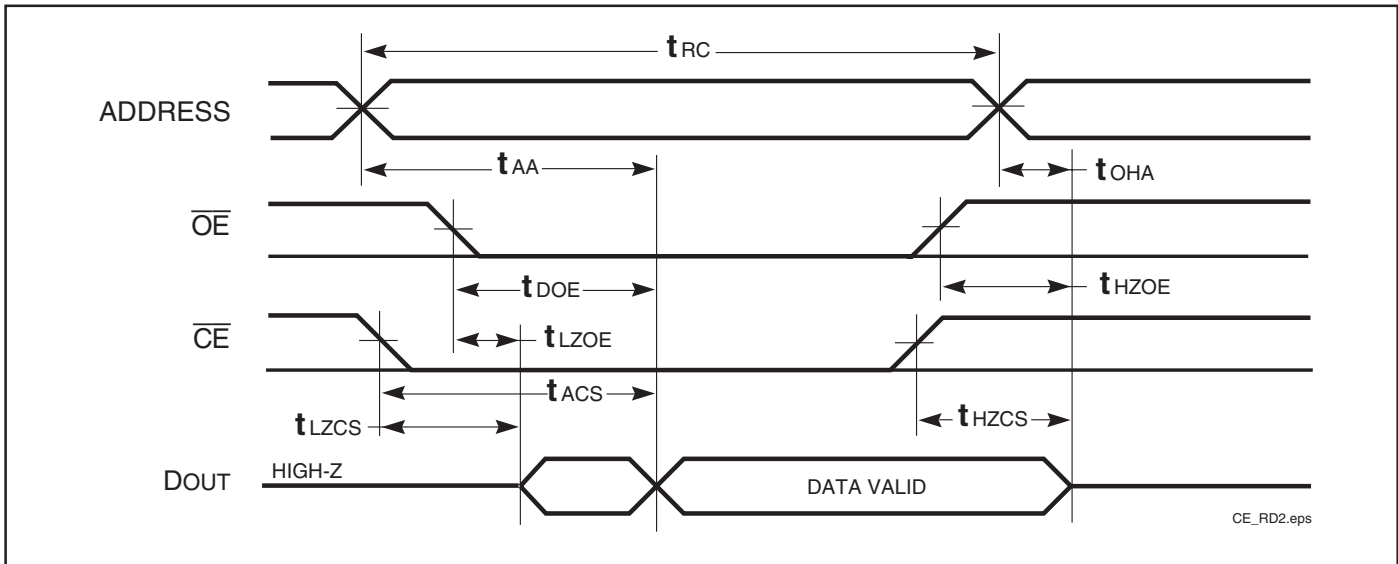 tRC
ADDRESS
tAA
tOHA
OE
tDOE
tHZOE
CE
tLZOE
tACS
tLZCS
tHZCS
DOUT
HIGH-Z
DATA VALID
CE_RD2.eps